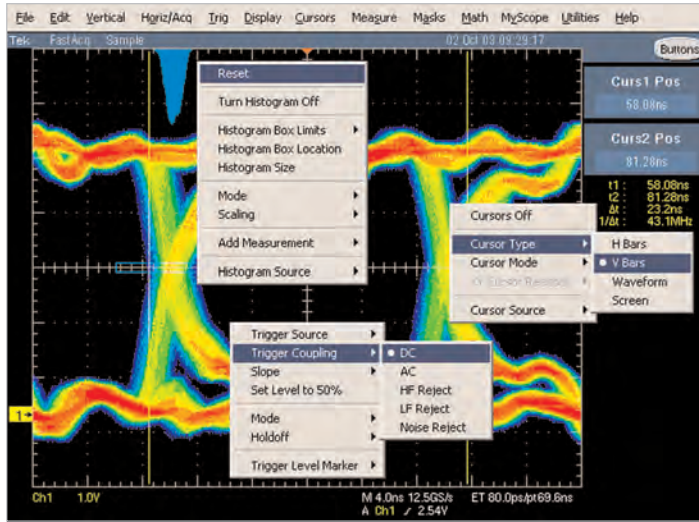 File Edit Vertical Horiz/Acq Trig Display Cursors Measure Masks Math MyScope Utilities Help
Tek FastAcq Sample 02 Oct 03 09:29:17
Buttons
Curs1 Pos
58.08ns
Curs2 Pos
81.28ns
t1 : 58.08ns
t2 : 81.28ns
Δt : 23.2ns
1/Δt : 43.1MHz
Reset
Turn Histogram Off
Histogram Box Limits
Histogram Box Location
Histogram Size
Mode
Scaling
Add Measurement
Histogram Source
Cursors Off
Cursor Type
Cursor Mode
Cursor Source
H Bars
V Bars
Waveform
Screen
Trigger Source
Trigger Coupling
Slope
Set Level to 50%
Mode
Holdoff
Trigger Level Marker
DC
AC
HF Reject
LF Reject
Noise Reject
1
Ch1 1.0V
M 4.0ns 12.5GS/s ET 80.0ps/pt
A Ch1 / 2.54V